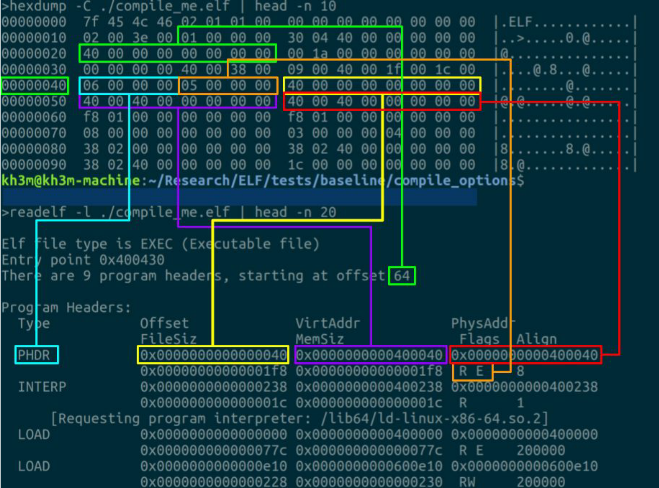 >hexdump -C ./compile_me.elf | head -n 10
00000000 7f 45 4c 46 02 01 01 00 00 00 00 00 00 00 00 00 |.ELF............|
00000010 02 00 3e 00 01 00 00 00 30 04 40 00 00 00 00 00 |..>.....0.@.....|
00000020 40 00 00 00 00 00 00 00 00 1a 00 00 00 00 00 00 |@...............|
00000030 00 00 00 00 40 00 38 00 09 00 40 00 1f 00 1c 00 |....@.8...@.....|
00000040 06 00 00 00 05 00 00 00 40 00 00 00 00 00 00 00 |........@.......|
00000050 40 00 40 00 00 00 00 00 40 00 40 00 00 00 00 00 |@.@.....@.@.....|
00000060 f8 01 00 00 00 00 00 00 f8 01 00 00 00 00 00 00 |................|
00000070 08 00 00 00 00 00 00 00 03 00 00 00 04 00 00 00 |................|
00000080 38 02 00 00 00 00 00 00 38 02 40 00 00 00 00 00 |8.......8.@.....|
00000090 38 02 40 00 00 00 00 00 1c 00 00 00 00 00 00 00 |8.@.............|
kh3m@kh3m-machine:~/Research/ELF/tests/baseline/compile_options$
>readelf -l ./compile_me.elf | head -n 20
Elf file type is EXEC (Executable file)
Entry point 0x400430
There are 9 program headers, starting at offset 64
Program Headers:
Type Offset VirtAddr PhysAddr
FileSiz MemSiz Flags Align
PHDR 0x0000000000000040 0x0000000000400040 0x0000000000400040
0x00000000000001f8 0x00000000000001f8 R E 8
INTERP 0x0000000000000238 0x0000000000400238 0x0000000000400238
0x000000000000001c 0x000000000000001c R 1
[Requesting program interpreter: /lib64/ld-linux-x86-64.so.2]
LOAD 0x0000000000000000 0x0000000000400000 0x0000000000400000
0x000000000000077c 0x000000000000077c R E 200000
LOAD 0x0000000000000e10 0x0000000000600e10 0x0000000000600e10
0x0000000000000228 0x0000000000000230 RW 200000